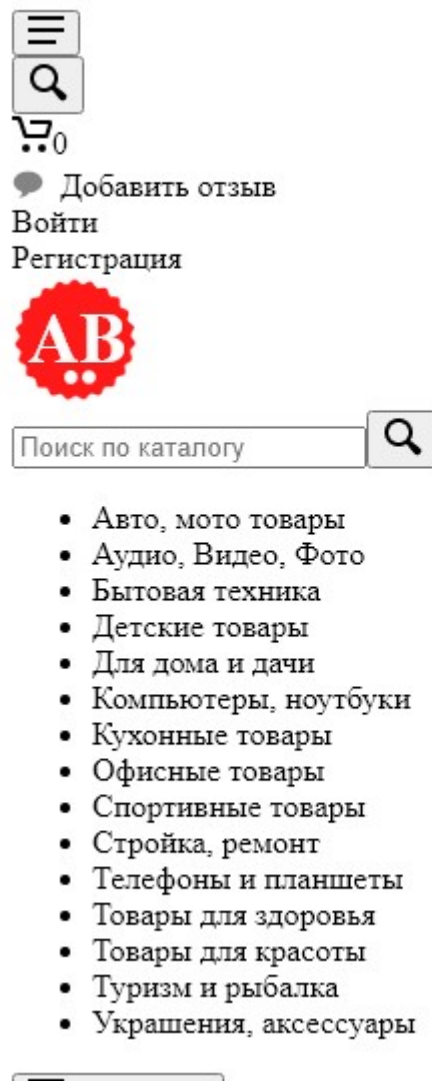 0
Добавить отзыв
Войти
Регистрация
АВ
Поиск по каталогу
Авто, мото товары
Аудио, Видео, Фото
Бытовая техника
Детские товары
Для дома и дачи
Компьютеры, ноутбуки
Кухонные товары
Офисные товары
Спортивные товары
Стройка, ремонт
Телефоны и планшеты
Товары для здоровья
Товары для красоты
Туризм и рыбалка
Украшения, аксессуары